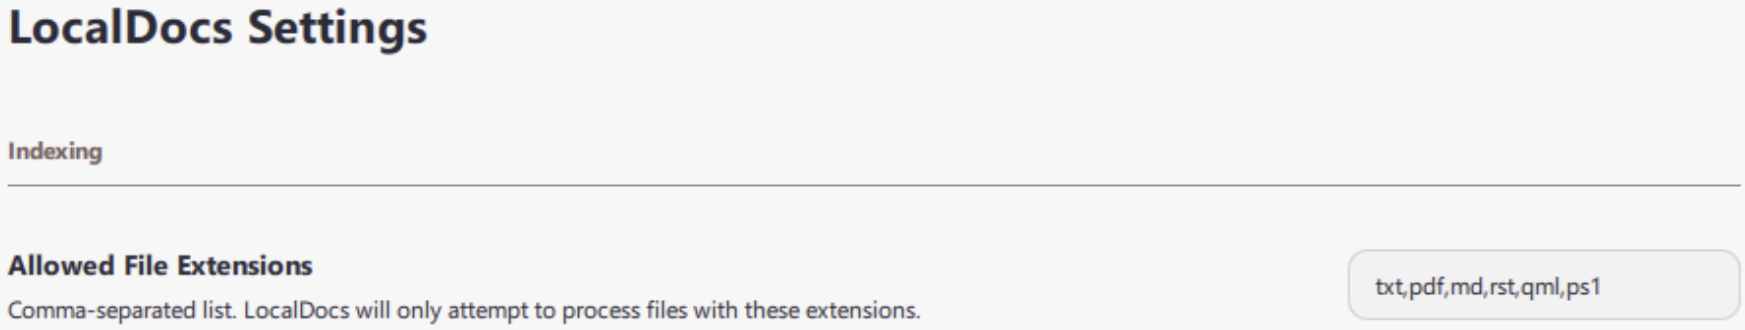 LocalDocs Settings
Indexing
Allowed File Extensions
txt,pdf,md,rst,qml,ps1
Comma-separated list. LocalDocs will only attempt to process files with these extensions.